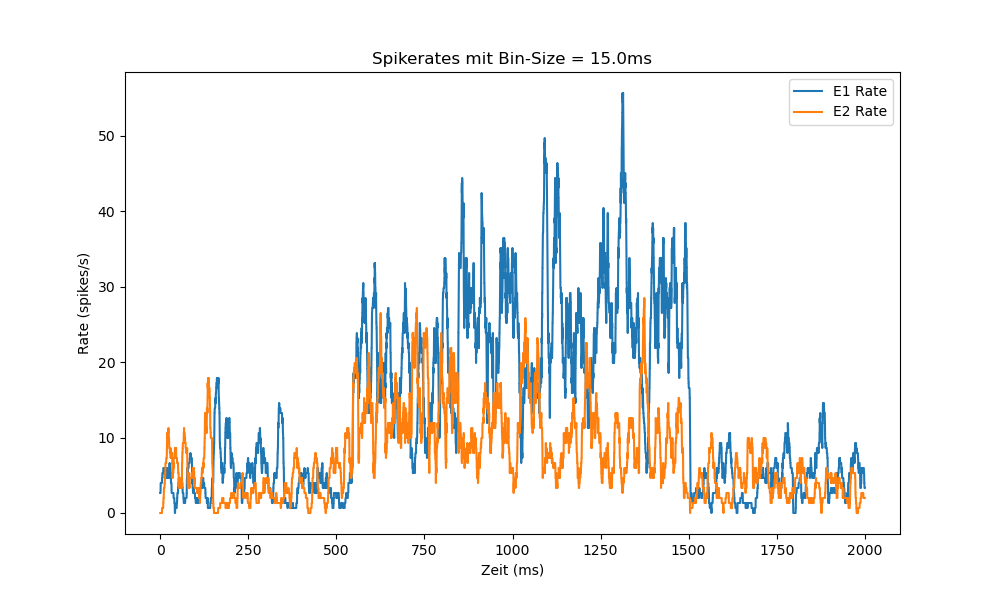 Spikerates mit Bin-Size = 15.0ms
E1 Rate
E2 Rate
50
40
30
20
10
0
Rate (spikes/s)
0 250 500 750 1000 1250 1500 1750 2000
Zeit (ms)